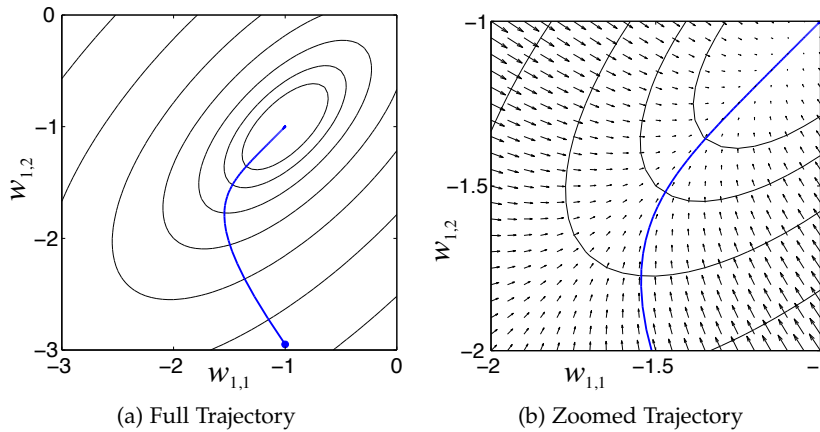 0
−1
w1,2
−2
−3
−3 −2 −1 0
w1,1
(a) Full Trajectory
−1
−1.5
w1,2
−2
−2 −1.5 −
w1,1
(b) Zoomed Trajectory